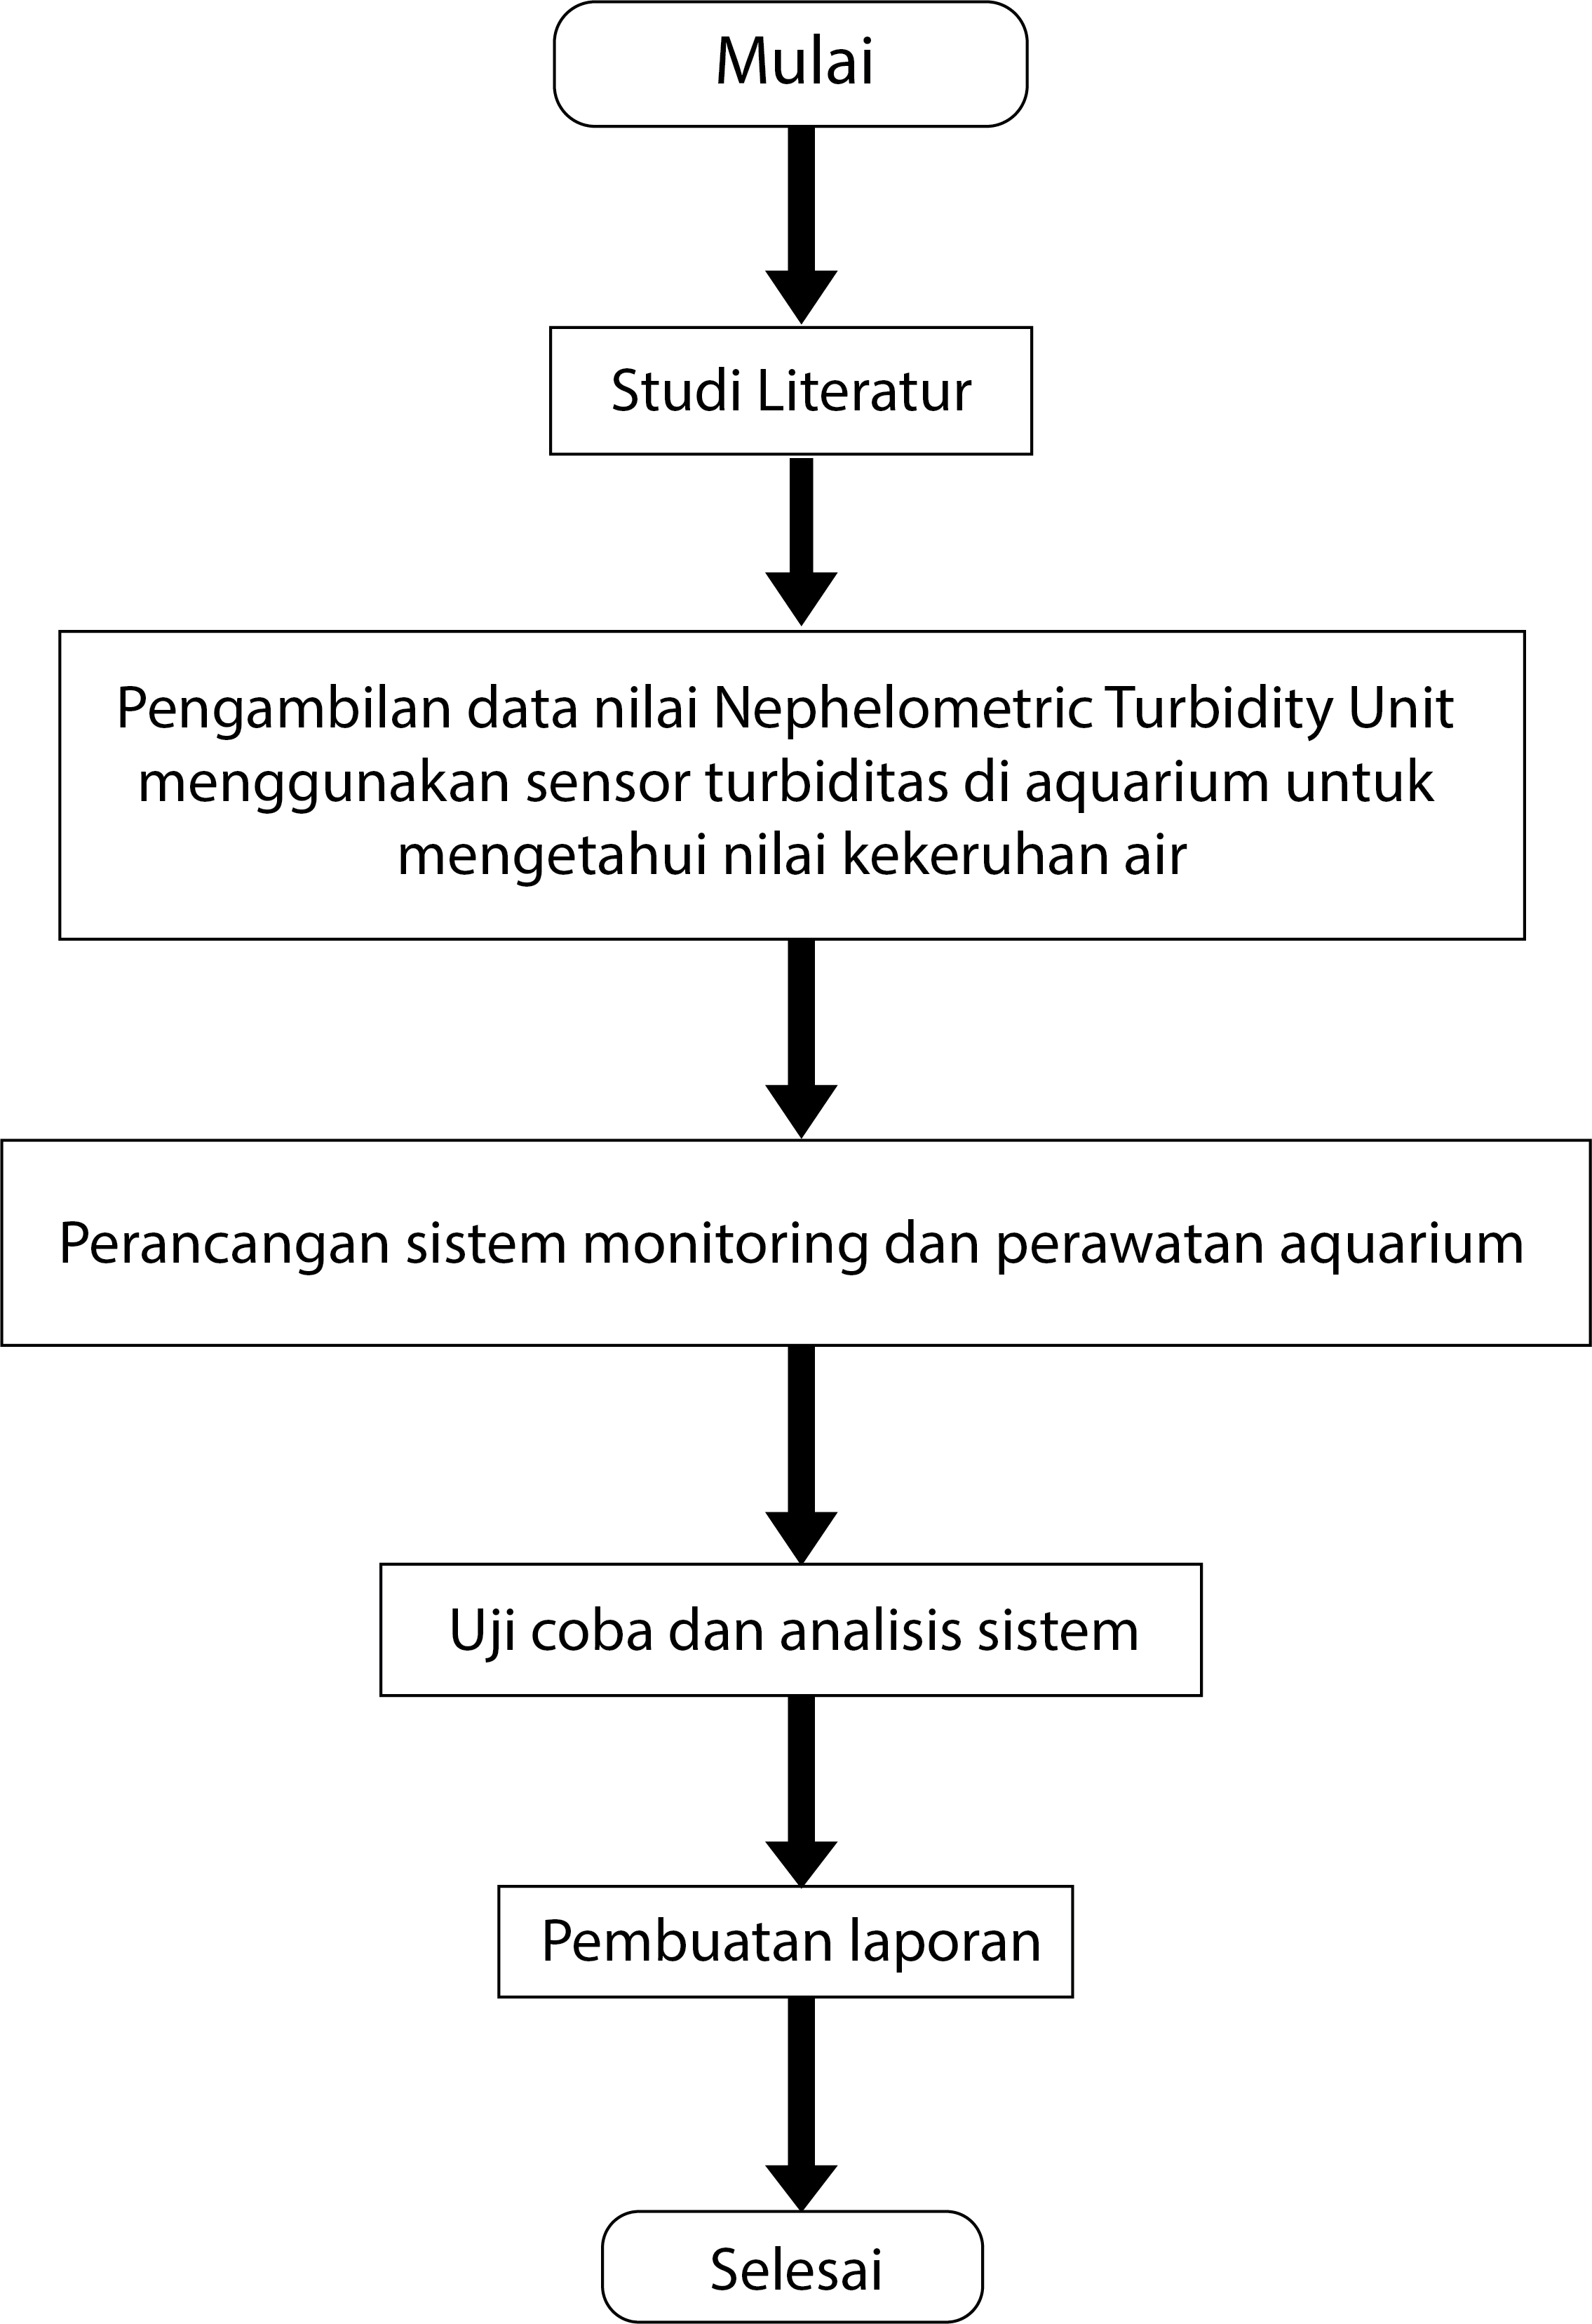 Mulai
Studi Literatur
Pengambilan data nilai Nephelometric Turbidity Unit
menggunakan sensor turbiditas di aquarium untuk
mengetahui nilai kekeruhan air
Perancangan sistem monitoring dan perawatan aquarium
Uji coba dan analisis sistem
Pembuatan laporan
Selesai